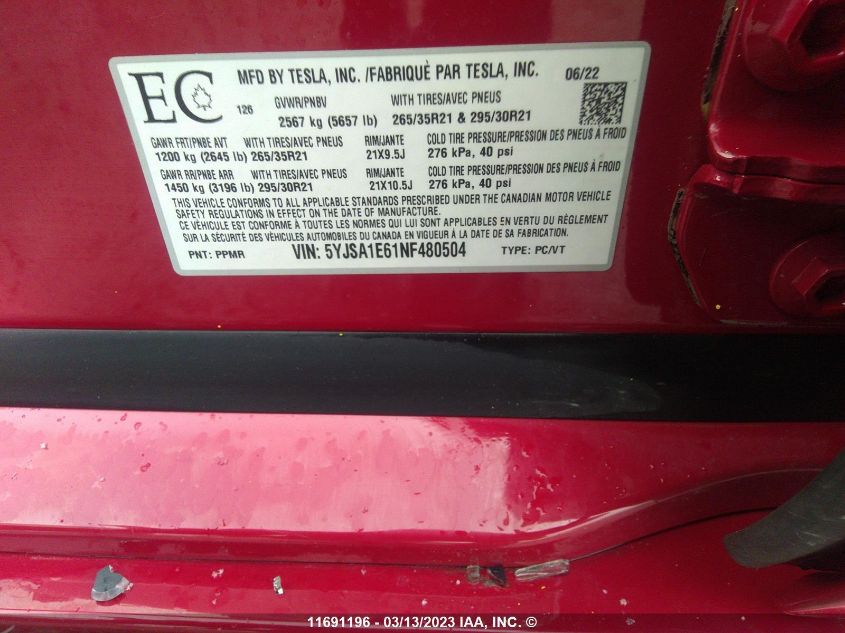 EC
MFD BY TESLA, INC. /FABRIQUÈ PAR TESLA, INC. 06/22
126 GVWR/PNBV WITH TIRES/AVEC PNEUS
2567 kg (5657 lb) 265/35R21 & 295/30R21
GAWR FRT/PNBE AVT WITH TIRES/AVEC PNEUS RIM/JANTE COLD TIRE PRESSURE/PRESSION DES PNEUS À FROID
1200 kg (2645 lb) 265/35R21 21X9.5J 276 kPa, 40 psi
GAWR RR/PNBE ARR WITH TIRES/AVEC PNEUS RIM/JANTE COLD TIRE PRESSURE/PRESSION DES PNEUS À FROID
1450 kg (3196 lb) 295/30R21 21X10.5J 276 kPa, 40 psi
THIS VEHICLE CONFORMS TO ALL APPLICABLE STANDARDS PRESCRIBED UNDER THE CANADIAN MOTOR VEHICLE
SAFETY REGULATIONS IN EFFECT ON THE DATE OF MANUFACTURE.
CE VÉHICULE EST CONFORME À TOUTES LES NORMES QUI LUI SONT APPLICABLES EN VERTU DU RÈGLEMENT
SUR LA SÉCURITÉ DES VÉHICULES AUTOMOBILES DU CANADA EN VIGUEUR À LA DATE DE SA FABRICATION.
PNT: PPMR VIN: 5YJSA1E61NF480504 TYPE: PC/VT
11691196 - 03/13/2023 IAA, INC. ©